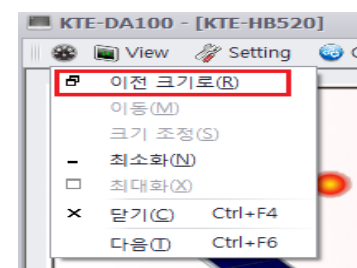 KTE-DA100 - [KTE-HB520]
View Setting
이전 크기로(R)
이동(M)
크기 조정(S)
최소화(N)
최대화(X)
닫기(C) Ctrl+F4
다음(T) Ctrl+F6